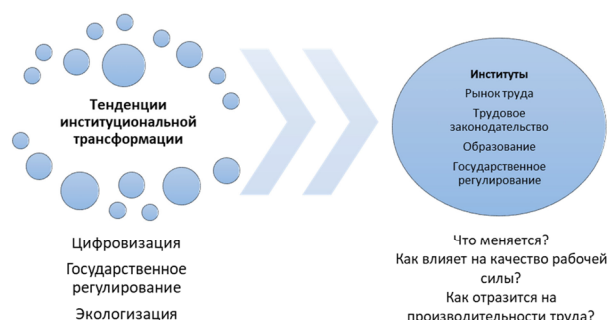 Тенденции
институциональной
трансформации
Цифровизация
Государственное
регулирование
Экологизация
Институты
Рынок труда
Трудовое
законодательство
Образование
Государственное
регулирование
Что меняется?
Как влияет на качество рабочей
силы?
Как отразится на
производительности труда?